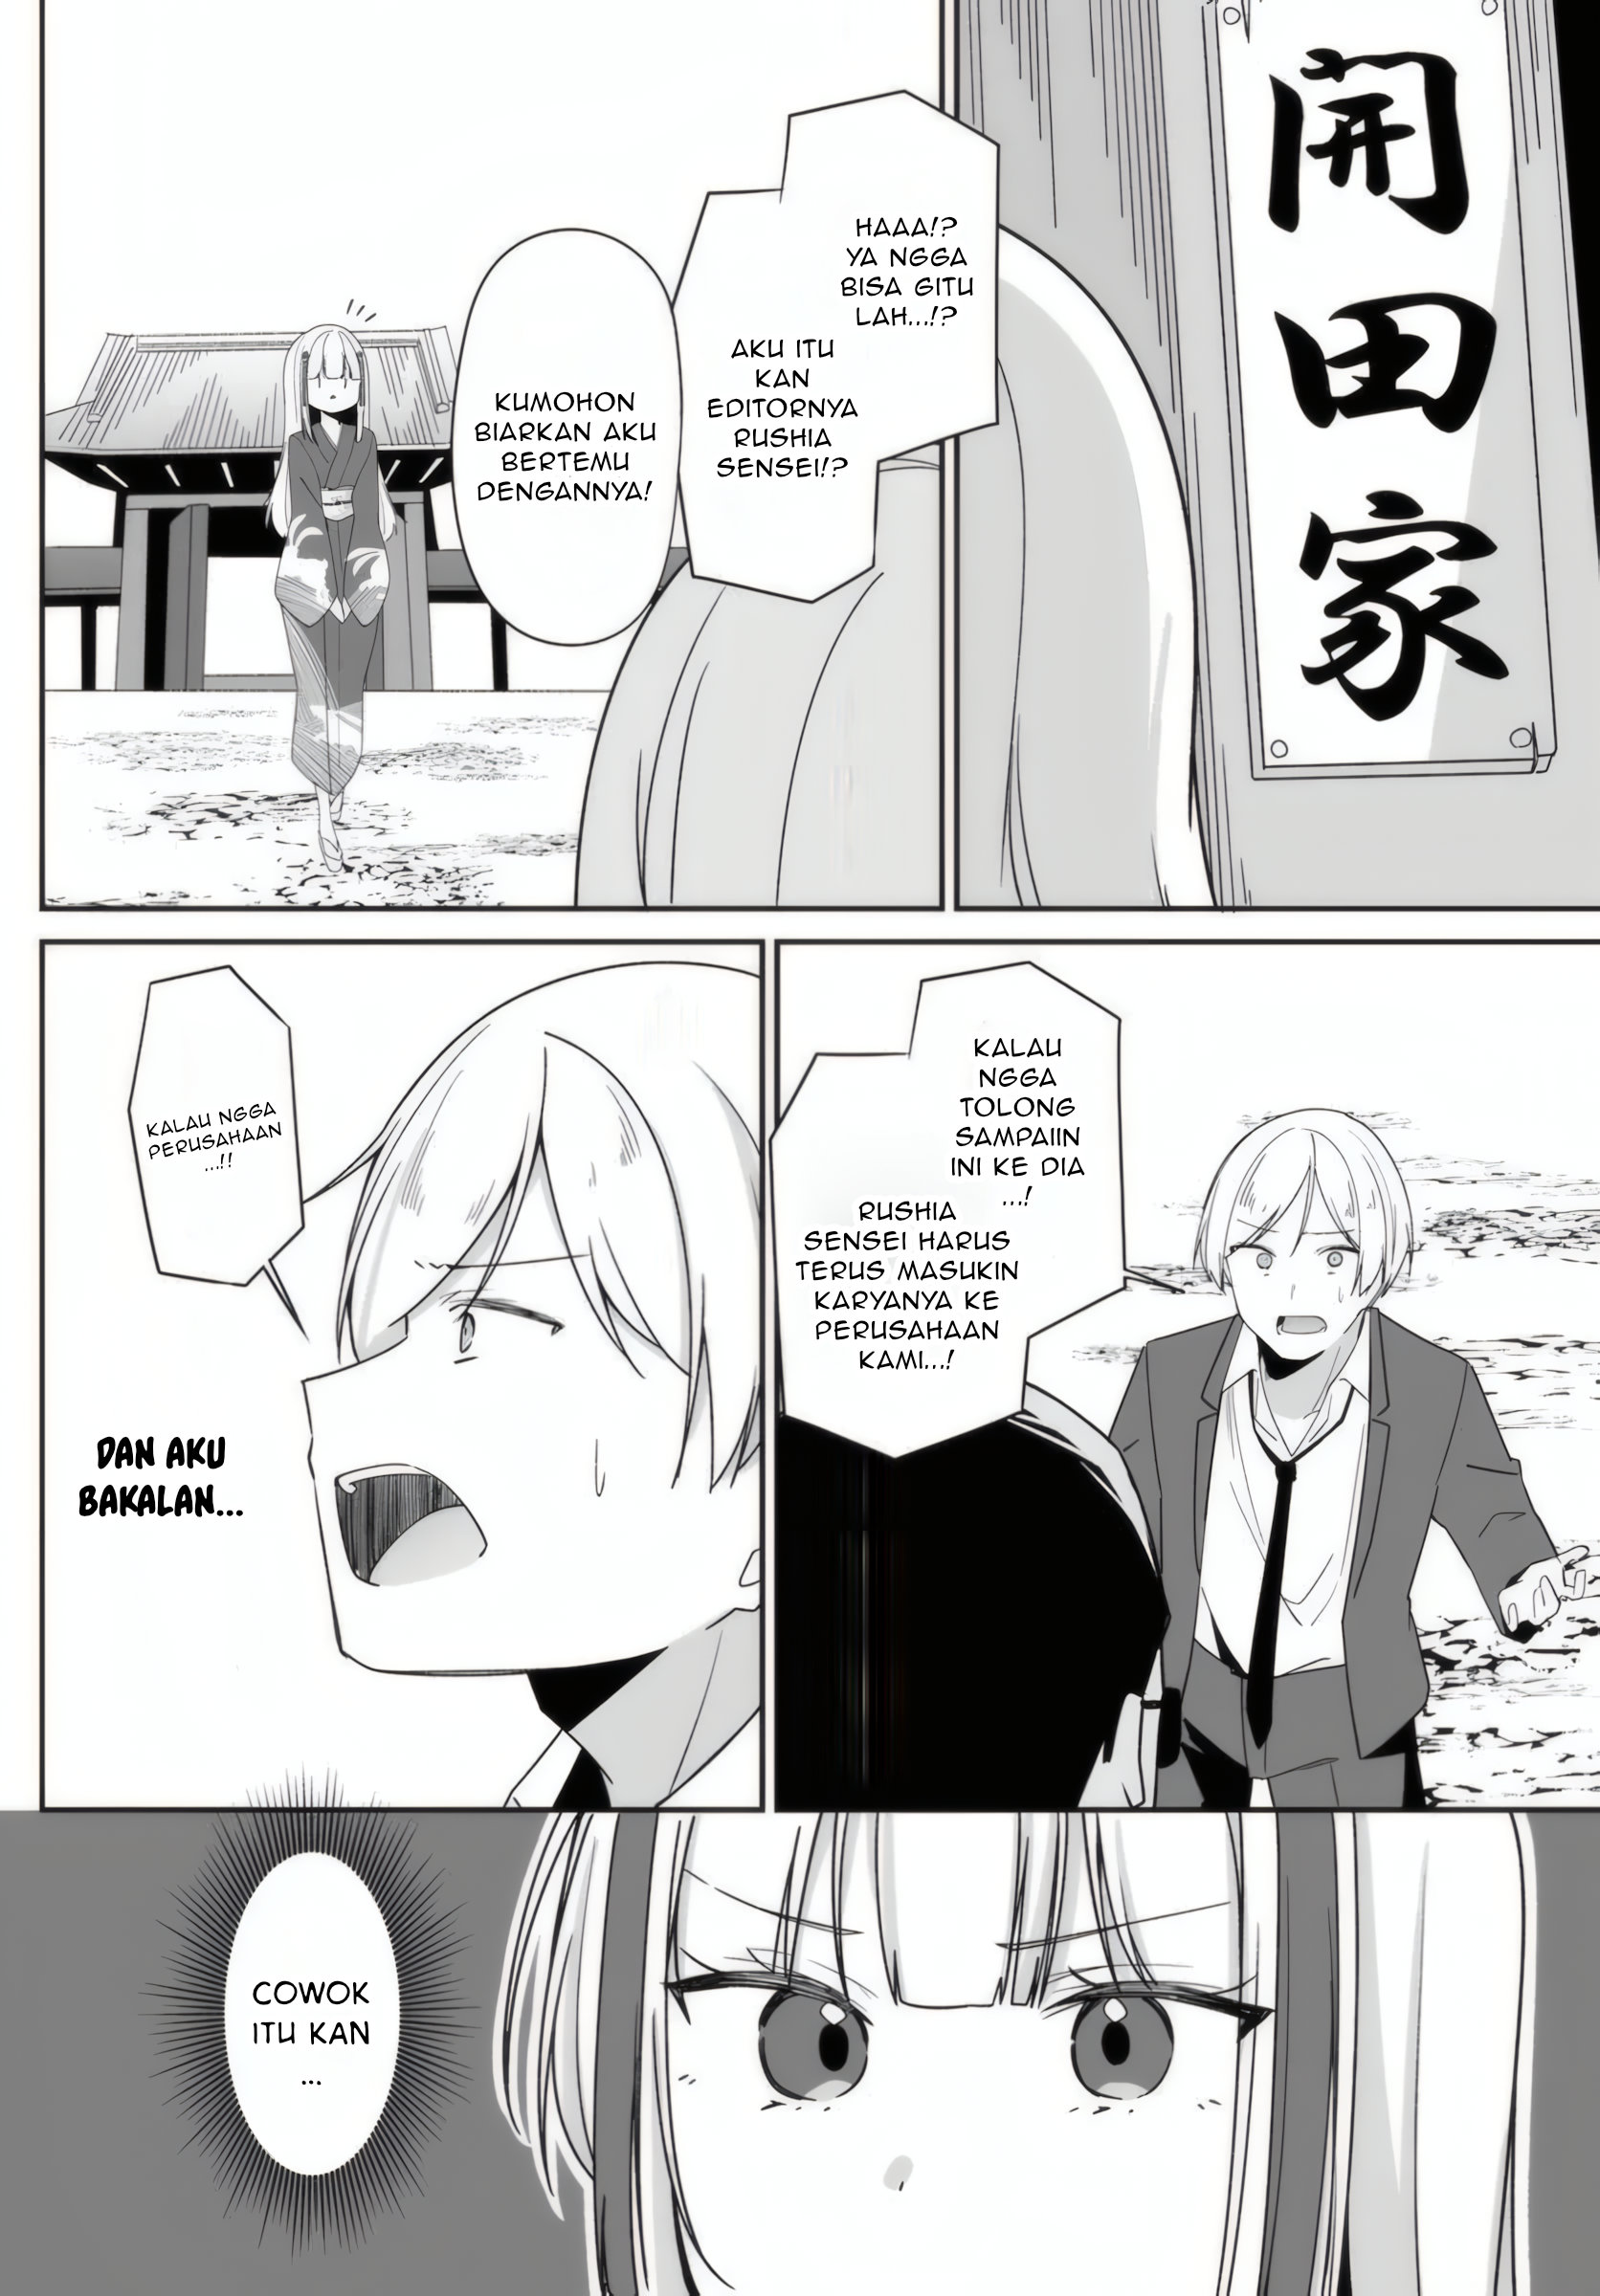 開
田
家
HAAA!?
YA NGGA
BISA GITU
LAH...!?
AKU ITU
KAN
EDITORNYA
RUSHIA
SENSEI!?
KUMOHON
BIARKAN AKU
BERTEMU
DENGANNYA!
KALAU
NGGA
TOLONG
SAMPAIIN
INI KE DIA
...!
RUSHIA
SENSEI HARUS
TERUS MASUKIN
KARYANYA KE
PERUSAHAAN
KAMI...!
KALAU NGGA
PERUSAHAAN
...!!
DAN AKU
BAKALAN...
COWOK
ITU KAN
...